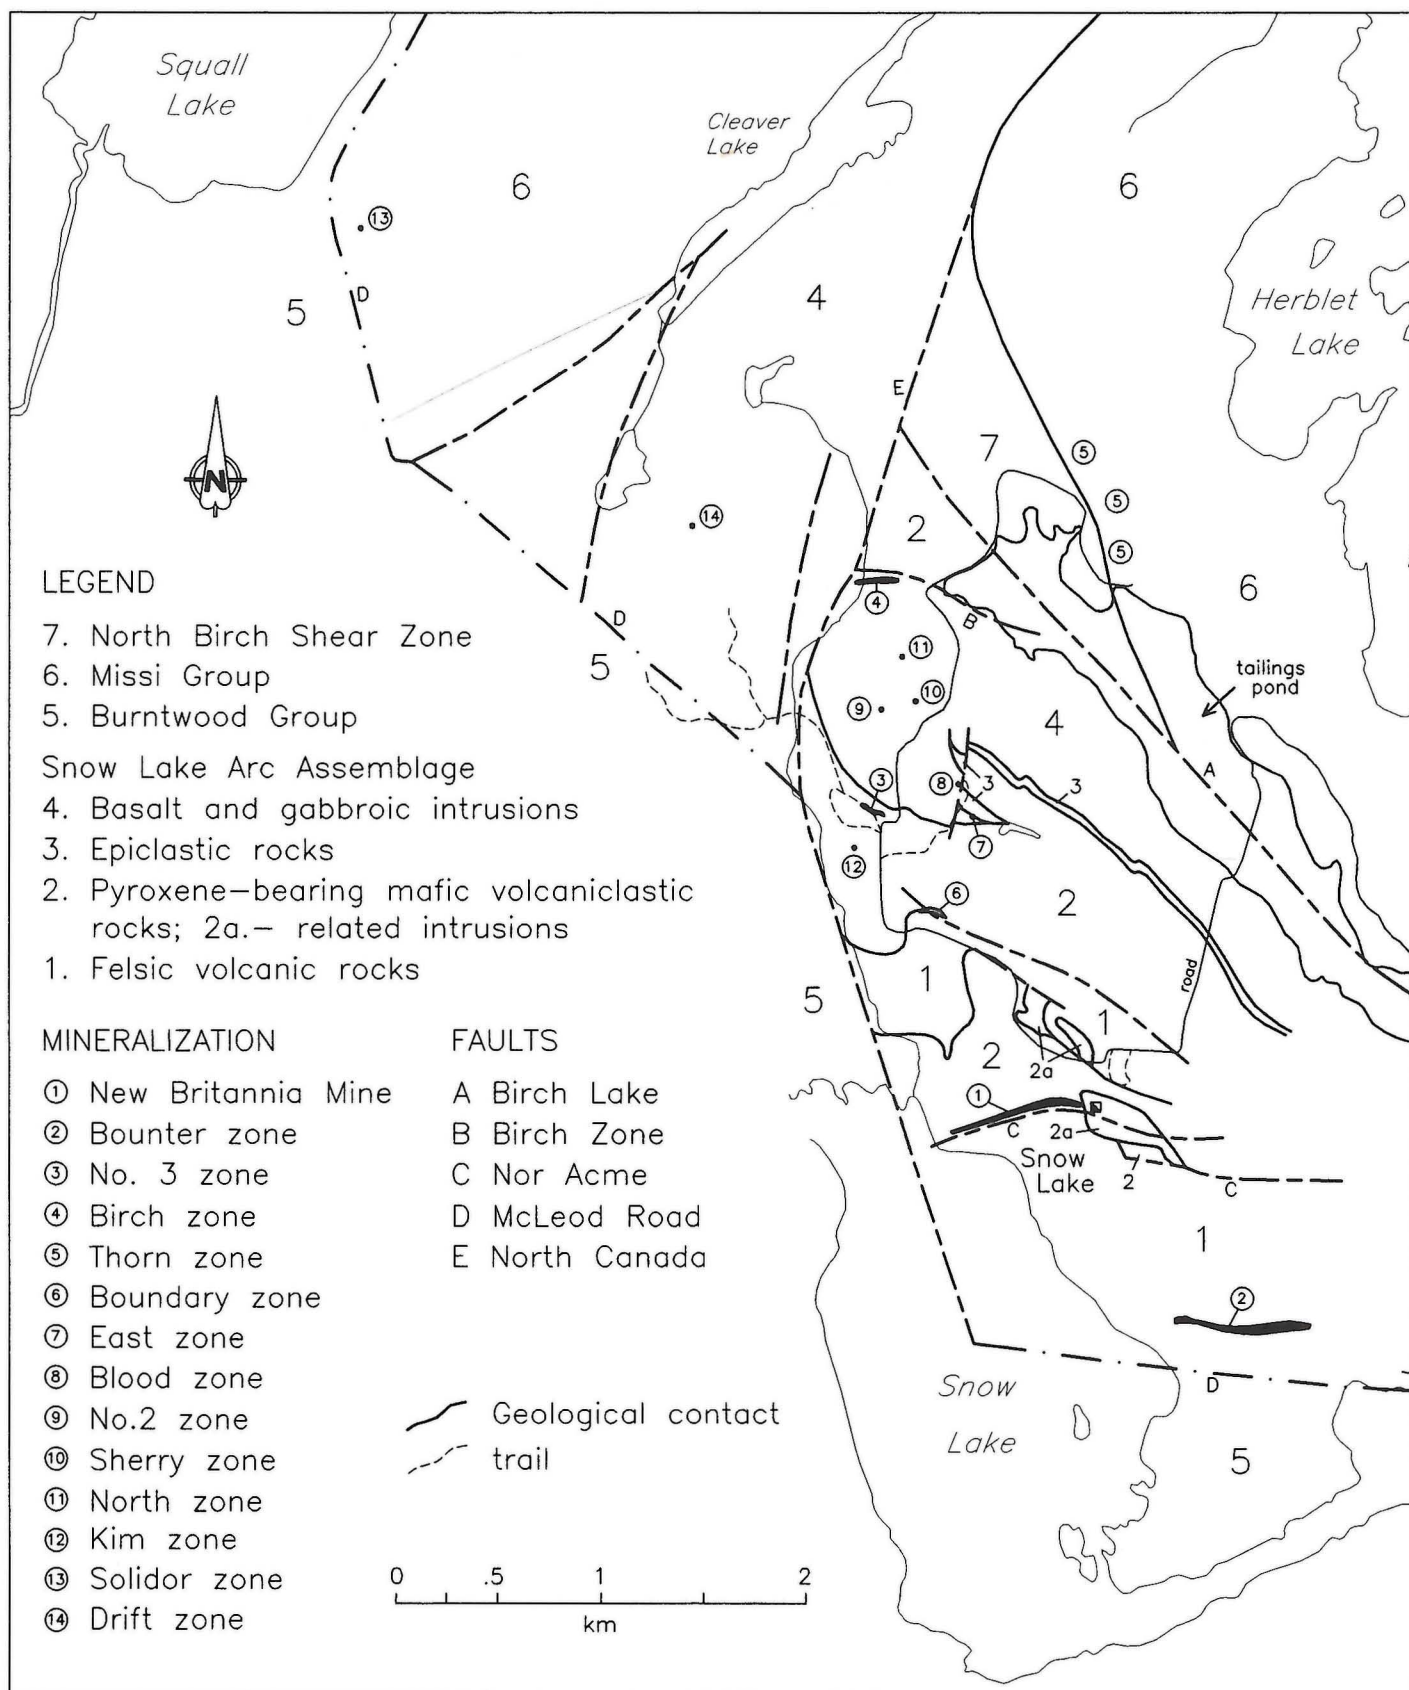 Squall
Lake
Cleaver
Lake
6
6
13
5
D
4
Herblet
Lake
E
7
5
N
14
2
5
5
6
4
B
D
5
11
tailings
pond
10
9
4
A
3
8
3
3
7
12
6
2
road
1
5
1
2
2a
1
C
2a
Snow
Lake
2
C
1
2
D
Snow
Lake
5
LEGEND
7. North Birch Shear Zone
6. Missi Group
5. Burntwood Group
Snow Lake Arc Assemblage
4. Basalt and gabbroic intrusions
3. Epiclastic rocks
2. Pyroxene-bearing mafic volcaniclastic
rocks; 2a.- related intrusions
1. Felsic volcanic rocks
MINERALIZATION
1 New Britannia Mine
2 Bounter zone
3 No. 3 zone
4 Birch zone
5 Thorn zone
6 Boundary zone
7 East zone
8 Blood zone
9 No.2 zone
10 Sherry zone
11 North zone
12 Kim zone
13 Solidor zone
14 Drift zone
FAULTS
A Birch Lake
B Birch Zone
C Nor Acme
D McLeod Road
E North Canada
Geological contact
trail
0 .5 1 2
km